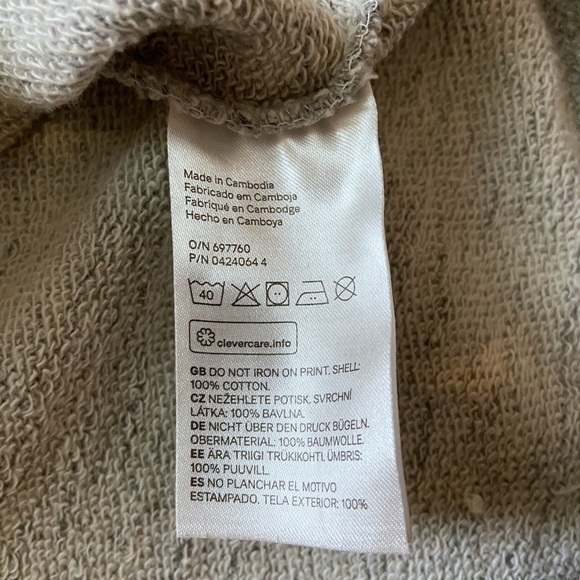 Made in Cambodia
Fabricado em Camboja
Fabriqué en Cambodge
Hecho en Camboya
O/N 697760
P/N 0424064 4
40
clevercare.info
GB DO NOT IRON ON PRINT. SHELL:
100% COTTON.
CZ NEŽEHLETE POTISK. SVRCHNÍ
LÁTKA: 100% BAVLNA.
DE NICHT ÜBER DEN DRUCK BÜGELN.
OBERMATERIAL: 100% BAUMWOLLE.
EE ÄRA TRIIGI TRÜKIKOHTI. ÜMBRIS:
100% PUUVILL.
ES NO PLANCHAR EL MOTIVO
ESTAMPADO. TELA EXTERIOR: 100%